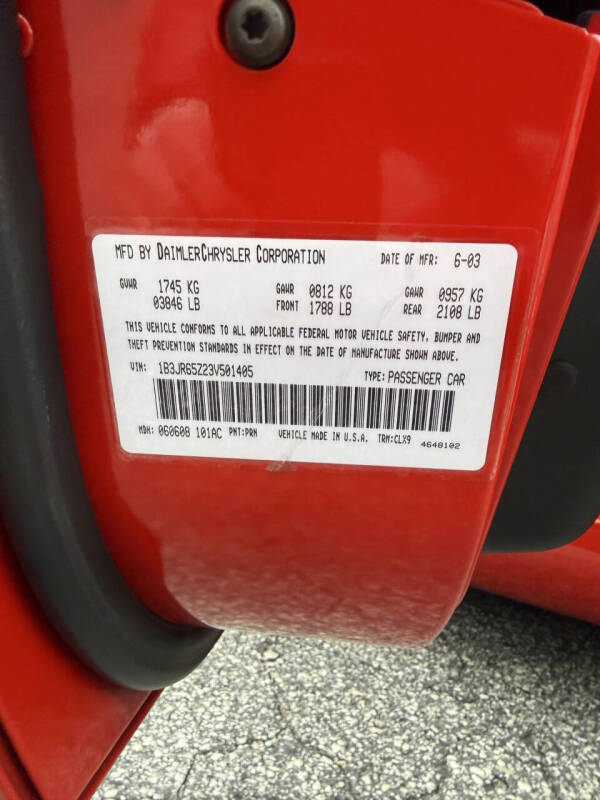 MFD BY DAIMLERCHRYSLER CORPORATION DATE OF MFR: 6-03
GVWR 1745 KG GAWR 0812 KG GAWR 0957 KG
03846 LB FRONT 1788 LB REAR 2108 LB
THIS VEHICLE CONFORMS TO ALL APPLICABLE FEDERAL MOTOR VEHICLE SAFETY, BUMPER AND
THEFT PREVENTION STANDARDS IN EFFECT ON THE DATE OF MANUFACTURE SHOWN ABOVE.
VIN: 1B3JR65Z23V501405 TYPE: PASSENGER CAR
MDH: 060608 101AC PNT:PRN VEHICLE MADE IN U.S.A. TRM:CLX9 4648102